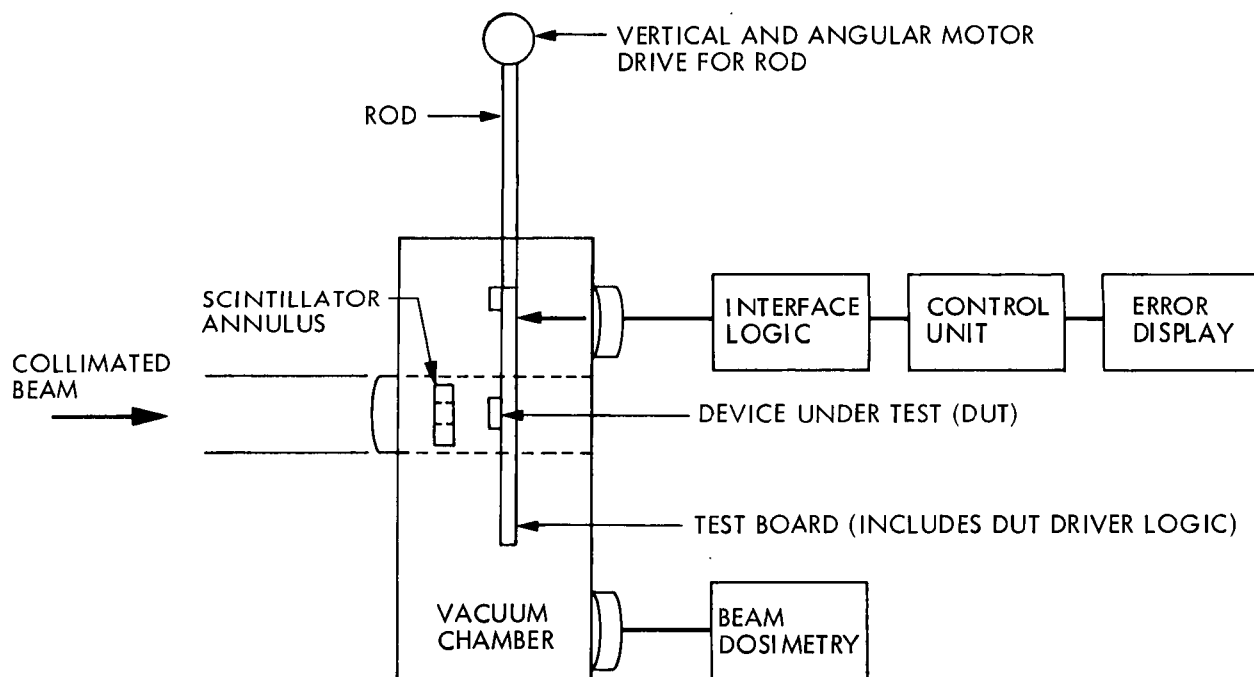 VERTICAL AND ANGULAR MOTOR
DRIVE FOR ROD
ROD
SCINTILLATOR
ANNULUS
COLLIMATED
BEAM
INTERFACE
LOGIC
CONTROL
UNIT
ERROR
DISPLAY
DEVICE UNDER TEST (DUT)
TEST BOARD (INCLUDES DUT DRIVER LOGIC)
VACUUM
CHAMBER
BEAM
DOSIMETRY